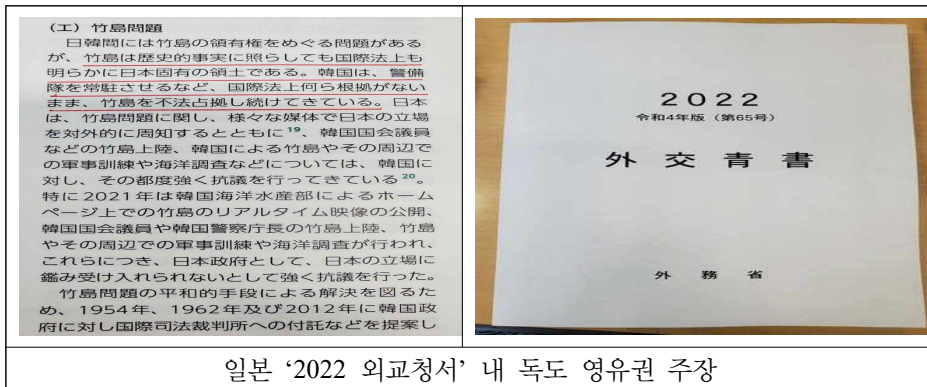 (エ) 竹島問題
日韓間には竹島の領有権をめぐる問題がある
が、竹島は歴史的事実に照らしても国際法上も
明らかに日本固有の領土である。韓国は、警備
隊を常駐させるなど、国際法上何ら根拠がない
まま、竹島を不法占拠し続けてきている。日本
は、竹島問題に関し、様々な媒体で日本の立場
を対外的に周知するとともに19、韓国国会議員
などの竹島上陸、韓国による竹島やその周辺で
の軍事訓練や海洋調査などについては、韓国に
対し、その都度強く抗議を行ってきている20。
特に2021年は韓国海洋水産部によるホーム
ページ上での竹島のリアルタイム映像の公開、
韓国国会議員や韓国警察庁長の竹島上陸、竹島
やその周辺での軍事訓練や海洋調査が行われ、
これらにつき、日本政府として、日本の立場に
鑑み受け入れられないとして強く抗議を行った。
竹島問題の平和的手段による解決を図るた
め、1954年、1962年及び2012年に韓国政
府に対し国際司法裁判所への付託などを提案し
2022
令和4年版(第65号)
外交青書
外務省
일본 ‘2022 외교청서’ 내 독도 영유권 주장